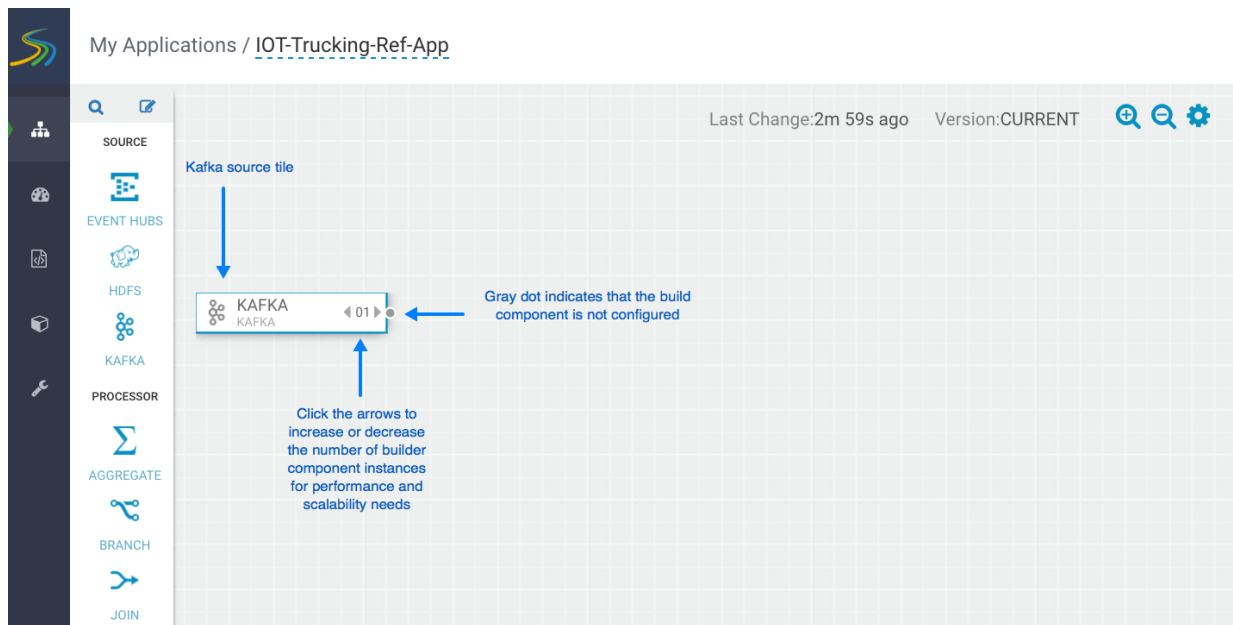 My Applications / IOT-Trucking-Ref-App
Last Change:2m 59s ago Version:CURRENT
SOURCE
EVENT HUBS
HDFS
KAFKA
PROCESSOR
AGGREGATE
BRANCH
JOIN
Kafka source tile
KAFKA
KAFKA
01
Gray dot indicates that the build
component is not configured
Click the arrows to
increase or decrease
the number of builder
component instances
for performance and
scalability needs